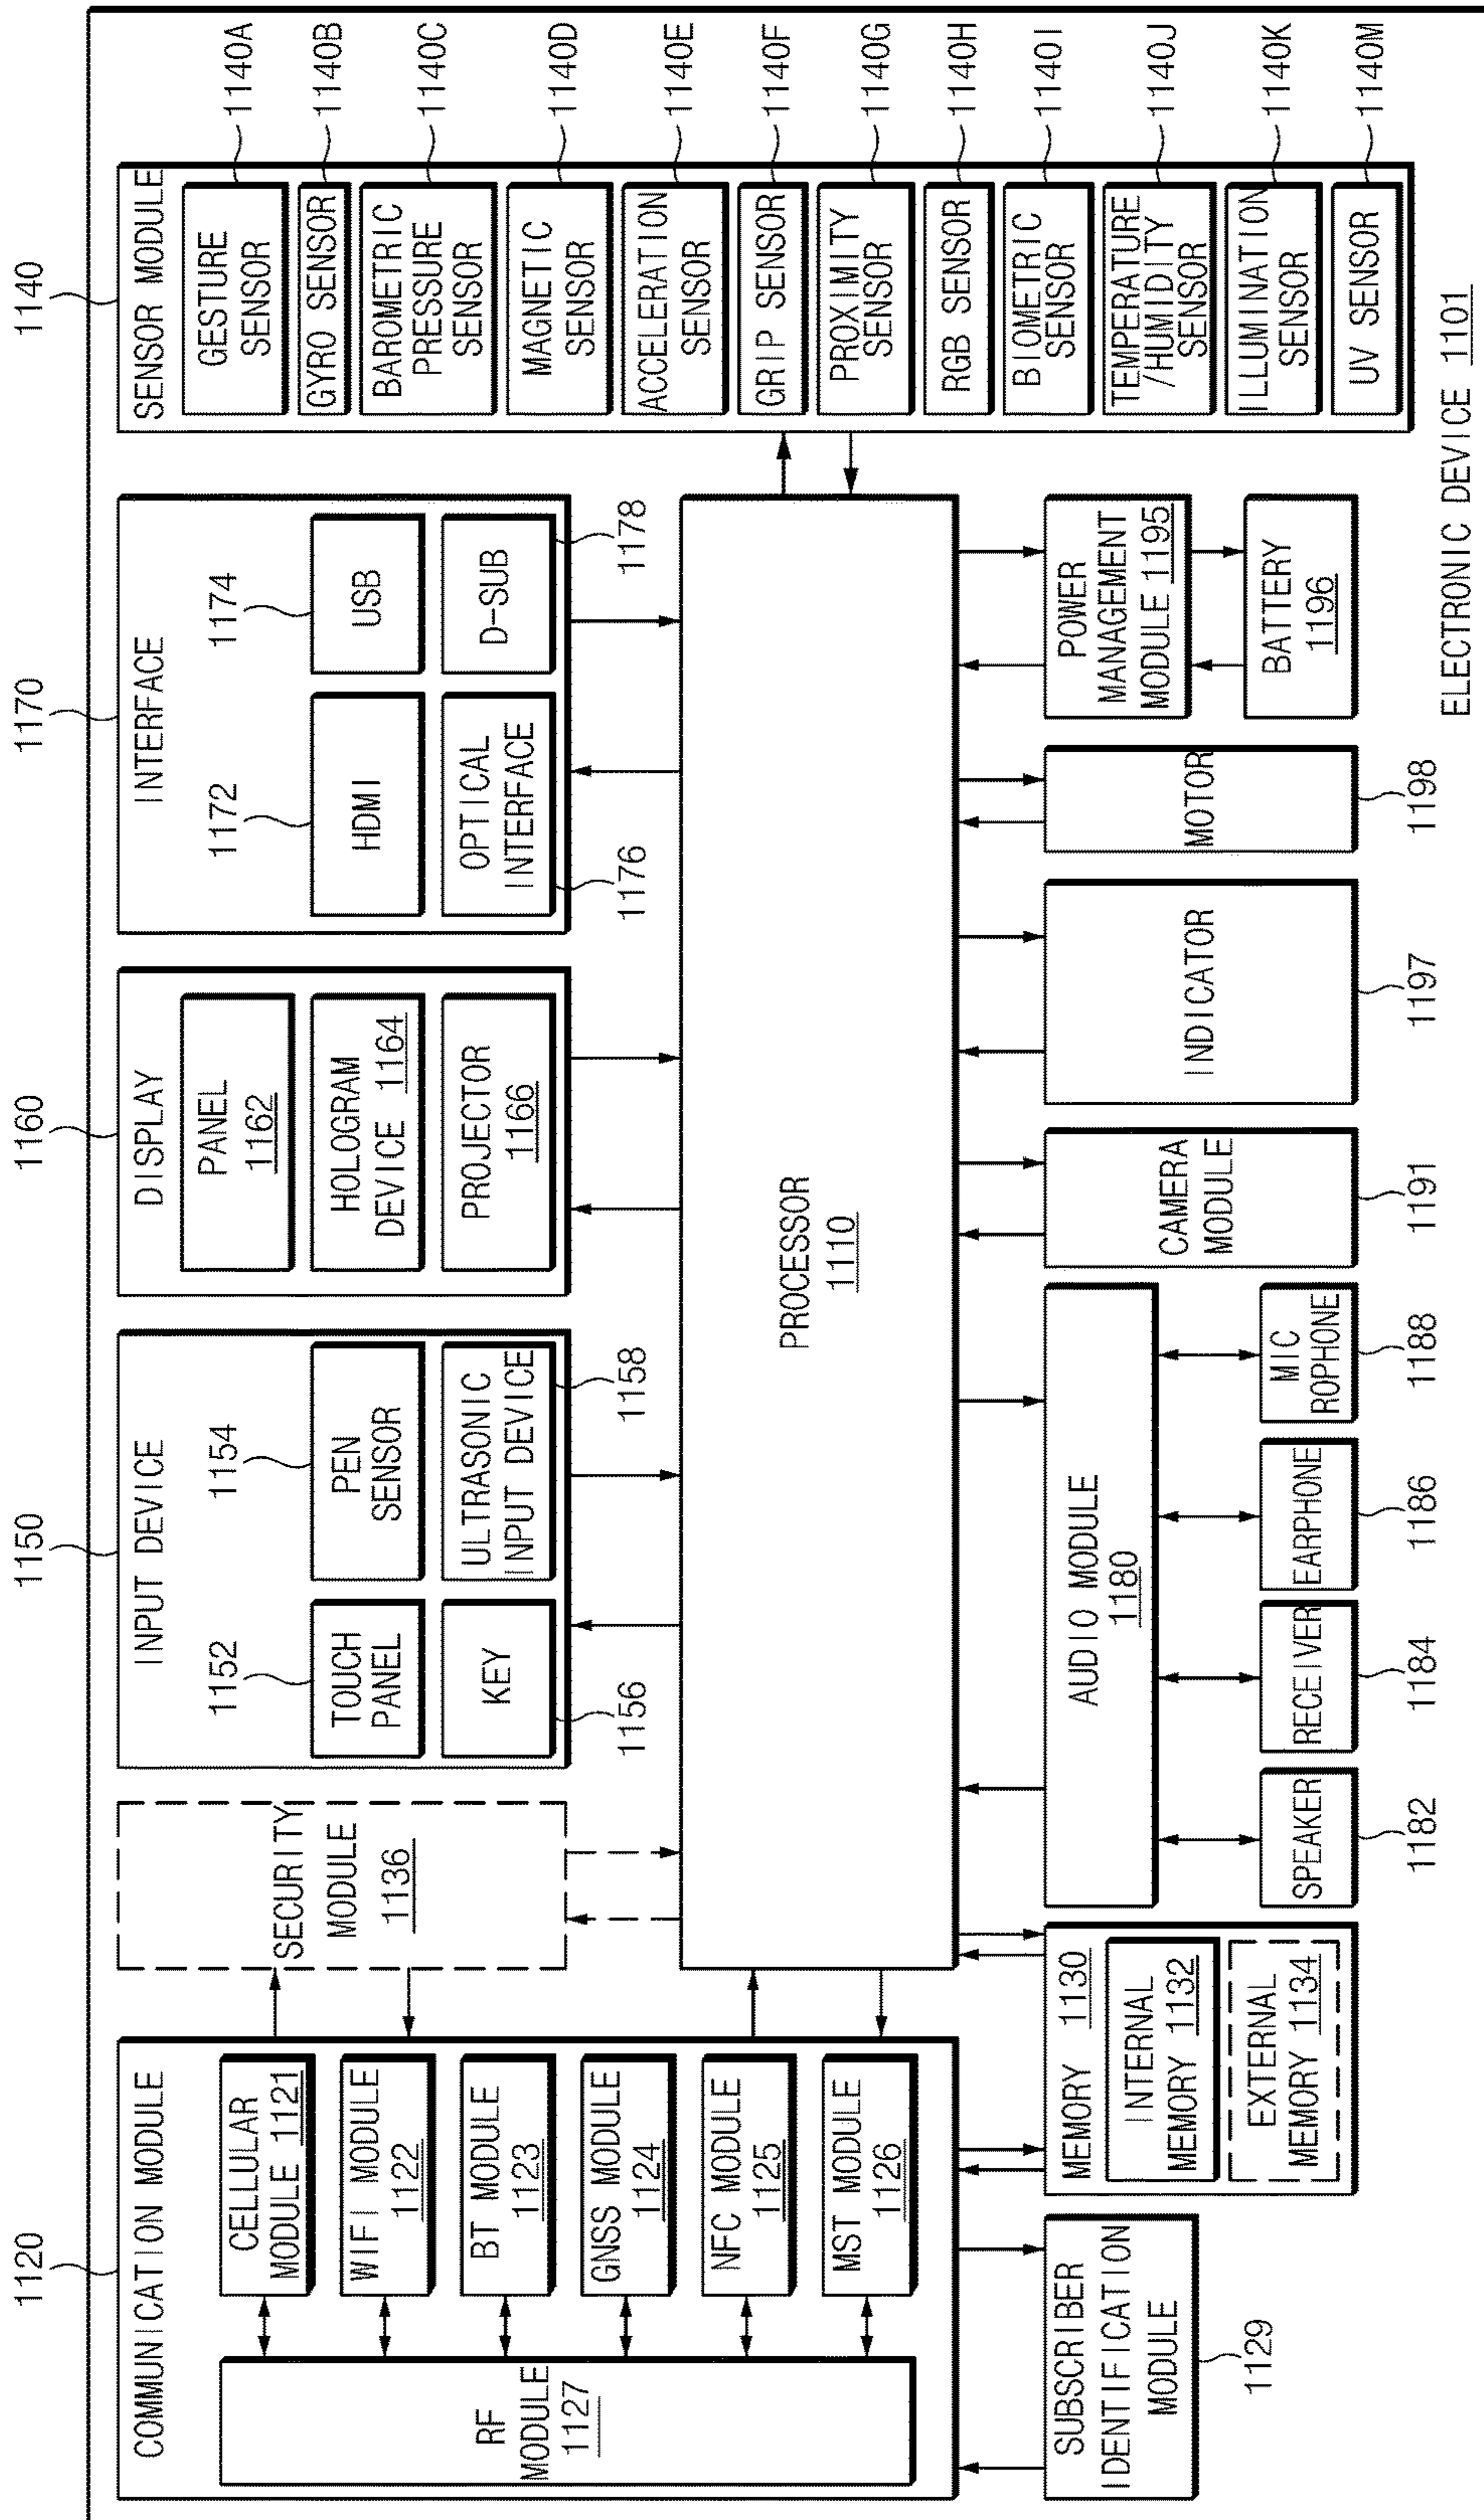 1120
COMMUNICATION MODULE
CELLULAR
MODULE 1121
WIFI MODULE
1122
BT MODULE
1123
GNSS MODULE
1124
NFC MODULE
1125
MST MODULE
1126
RF
MODULE
1127
SECURITY
MODULE
1136
1150
INPUT DEVICE
1152
TOUCH
PANEL
1154
PEN
SENSOR
KEY
1156
ULTRASONIC
INPUT DEVICE
1158
1160
DISPLAY
PANEL
1162
HOLOGRAM
DEVICE 1164
PROJECTOR
1166
1170
INTERFACE
1172
HDMI
1174
USB
OPTICAL
INTERFACE
1176
D-SUB
1178
1140
SENSOR MODULE
GESTURE
SENSOR
1140A
GYRO SENSOR
1140B
BAROMETRIC
PRESSURE
SENSOR
1140C
MAGNETIC
SENSOR
1140D
ACCELERATION
SENSOR
1140E
GRIP SENSOR
1140F
PROXIMITY
SENSOR
1140G
RGB SENSOR
1140H
BIOMETRIC
SENSOR
1140I
TEMPERATURE
/HUMIDITY
SENSOR
1140J
ILLUMINATION
SENSOR
1140K
UV SENSOR
1140M
PROCESSOR
1110
SUBSCRIBER
IDENTIFICATION
MODULE
1129
MEMORY 1130
INTERNAL
MEMORY 1132
EXTERNAL
MEMORY 1134
AUDIO MODULE
1180
SPEAKER
1182
RECEIVER
1184
EARPHONE
1186
MIC
ROPHONE
1188
CAMERA
MODULE
1191
INDICATOR
1197
MOTOR
1198
POWER
MANAGEMENT
MODULE 1195
BATTERY
1196
ELECTRONIC DEVICE 1101